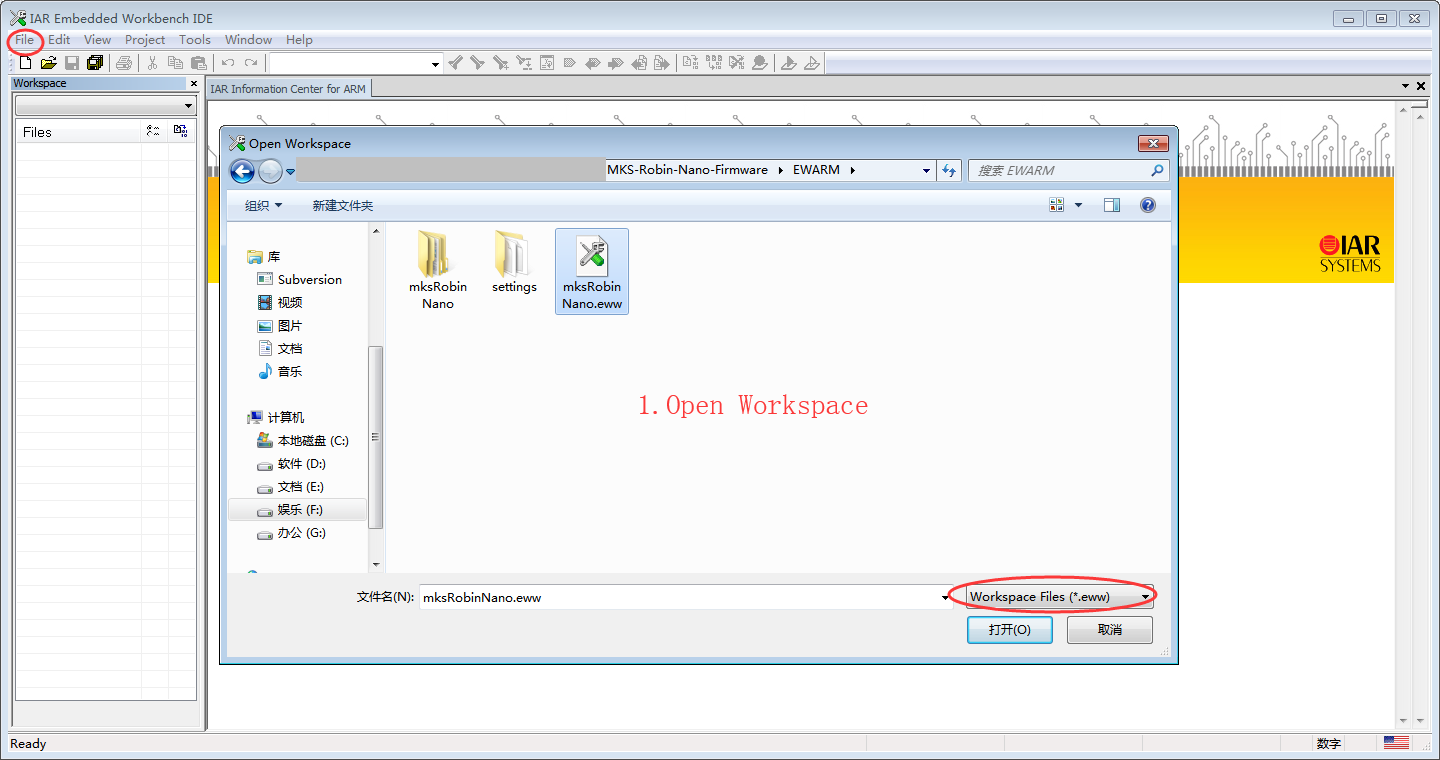 IAR Embedded Workbench IDE
File Edit View Project Tools Window Help
Workspace
IAR Information Center for ARM
Files
Open Workspace
MKS-Robin-Nano-Firmware EWARM
搜索 EWARM
组织 新建文件夹
库
Subversion
视频
图片
文档
音乐
计算机
本地磁盘 (C:)
软件 (D:)
文档 (E:)
娱乐 (F:)
办公 (G:)
mksRobin
Nano
settings
mksRobin
Nano.eww
1.Open Workspace
IAR
SYSTEMS
文件名(N): mksRobinNano.eww
Workspace Files (*.eww)
打开(O) 取消
Ready
数字